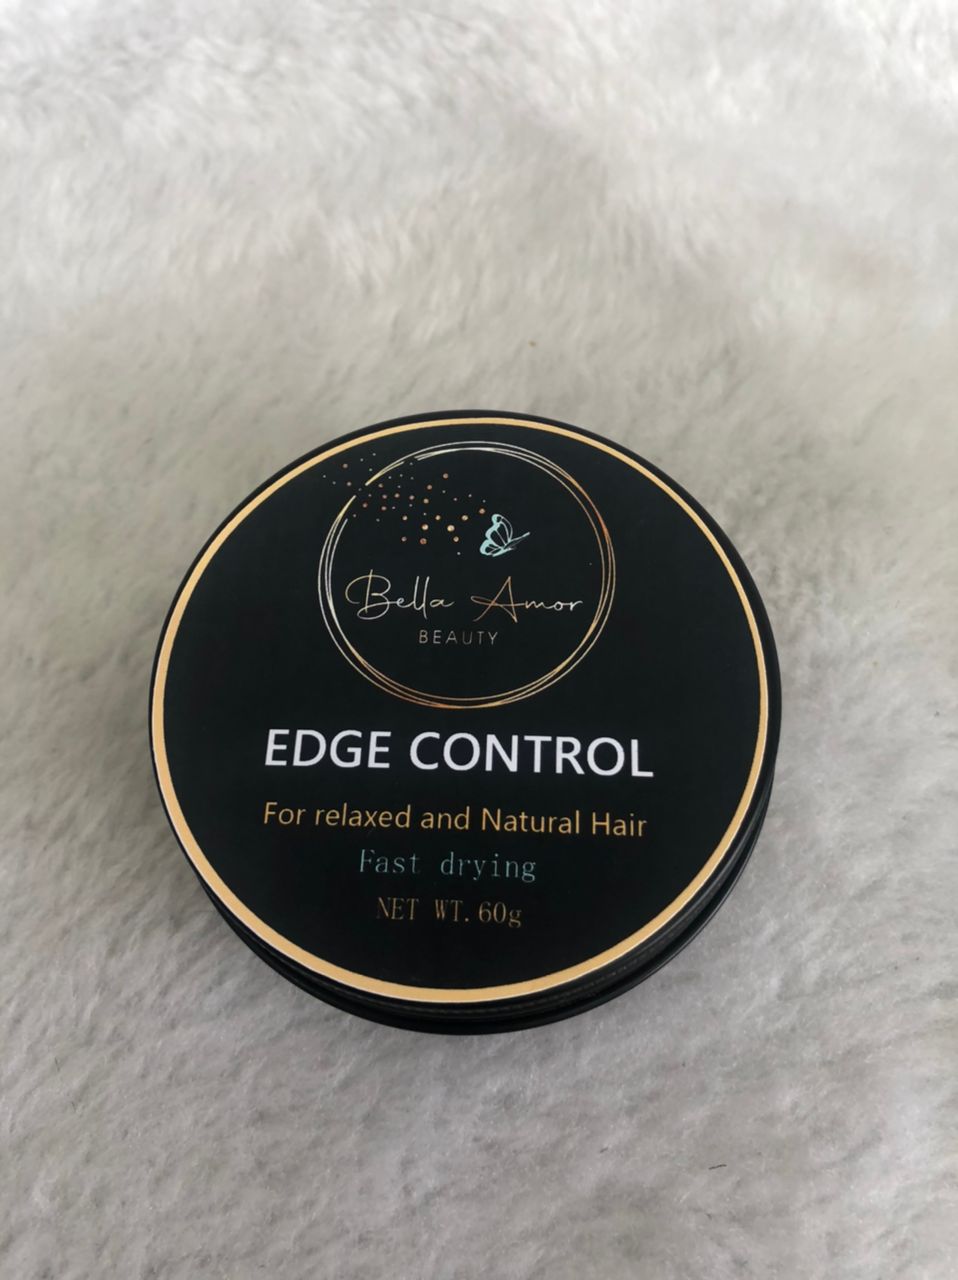 Bella Amor
BEAUTY
EDGE CONTROL
For relaxed and Natural Hair
Fast drying
NET WT. 60g